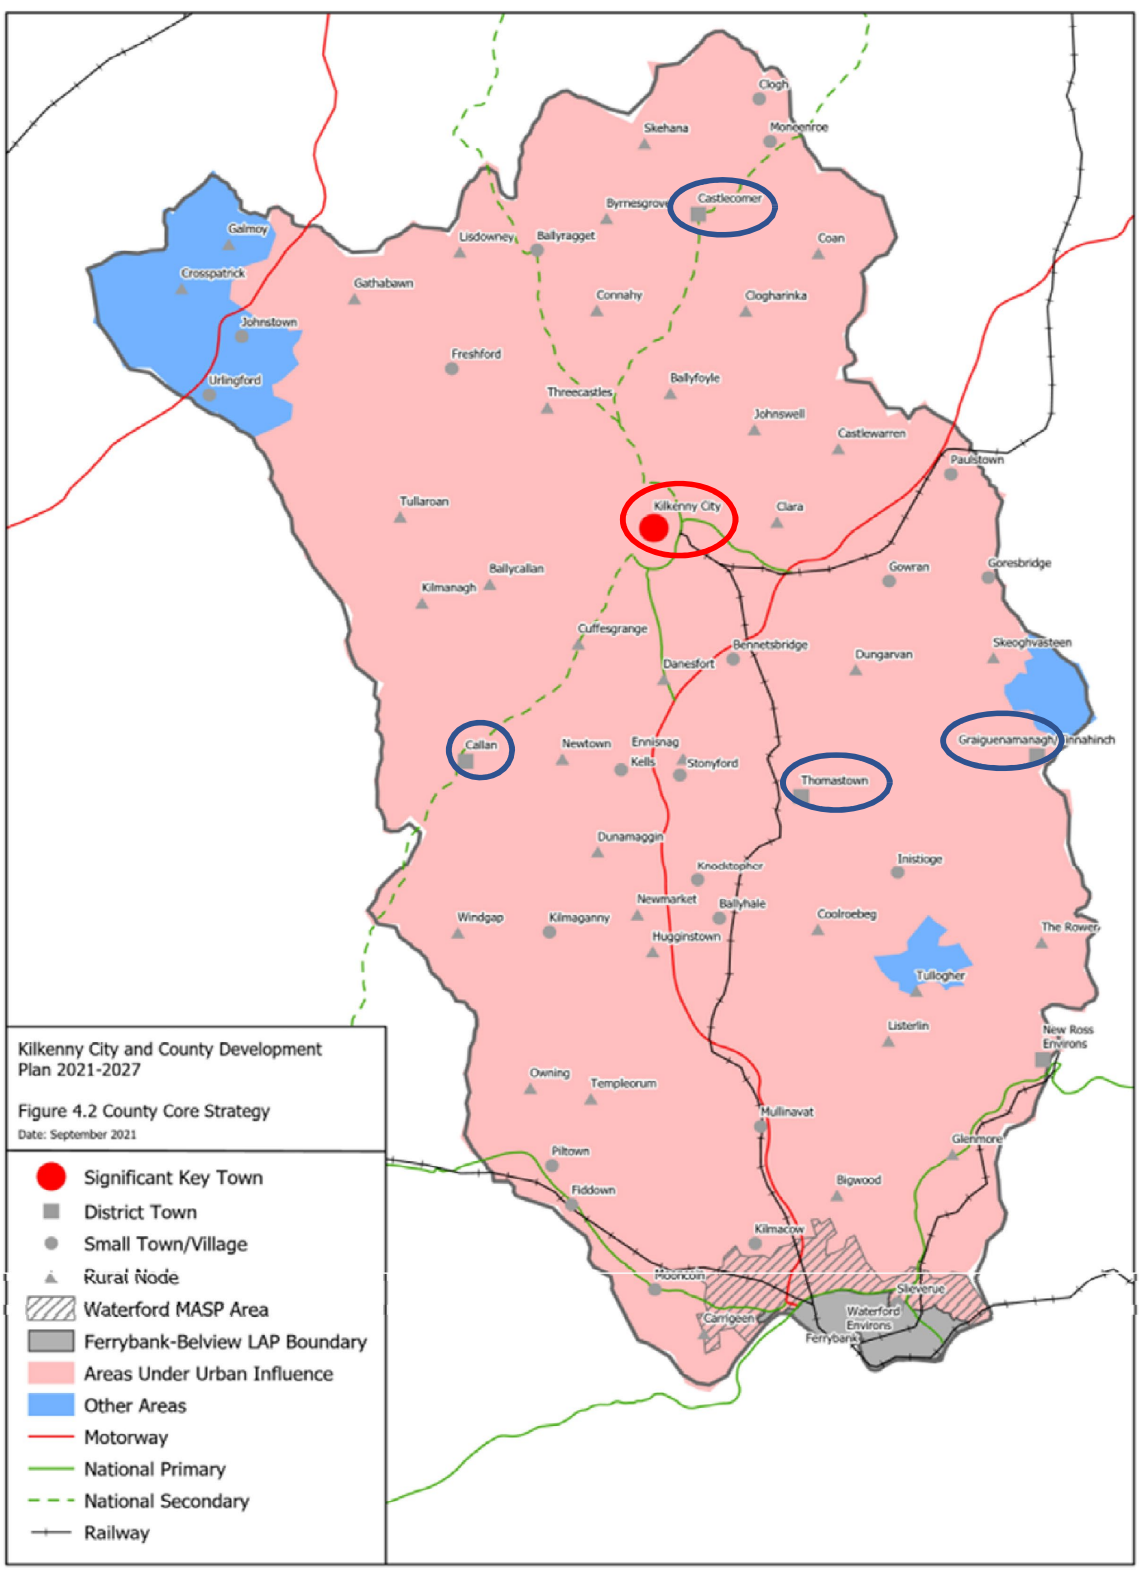 Clogh
Skehana
Moneenroe
Castlecomer
Byrnesgrove
Galmoy
Lisdowney
Ballyragget
Coan
Crosspatrick
Gathabawn
Connahy
Clogharinka
Johnstown
Freshford
Urlingford
Ballyfoyle
Threecastles
Johnswell
Castlewarren
Paulstown
Tullaroan
Kilkenny City
Clara
Ballycallan
Gowran
Goresbridge
Kilmanagh
Cuffesgrange
Bennetsbridge
Skeoghvasteen
Danesfort
Dungarvan
Callan
Newtown
Ennisnag
Graiguenamanagh/
innahinch
Kells
Stonyford
Thomastown
Dunamaggin
Knocktopher
Inistioge
Newmarket
Ballyhale
Windgap
Kilmaganny
Coolroebeg
The Rower
Hugginstown
Tullogher
Listerlin
New Ross
Environs
Owning
Templeorum
Mullinavat
Glenmore
Piltown
Bigwood
Fiddown
Kilmacow
Mooncoin
Slieverue
Carrigeen
Waterford
Environs
Ferrybank
Kilkenny City and County Development
Plan 2021-2027
Figure 4.2 County Core Strategy
Date: September 2021
Significant Key Town
District Town
Small Town/Village
Rural Node
Waterford MASP Area
Ferrybank-Belview LAP Boundary
Areas Under Urban Influence
Other Areas
Motorway
National Primary
National Secondary
Railway